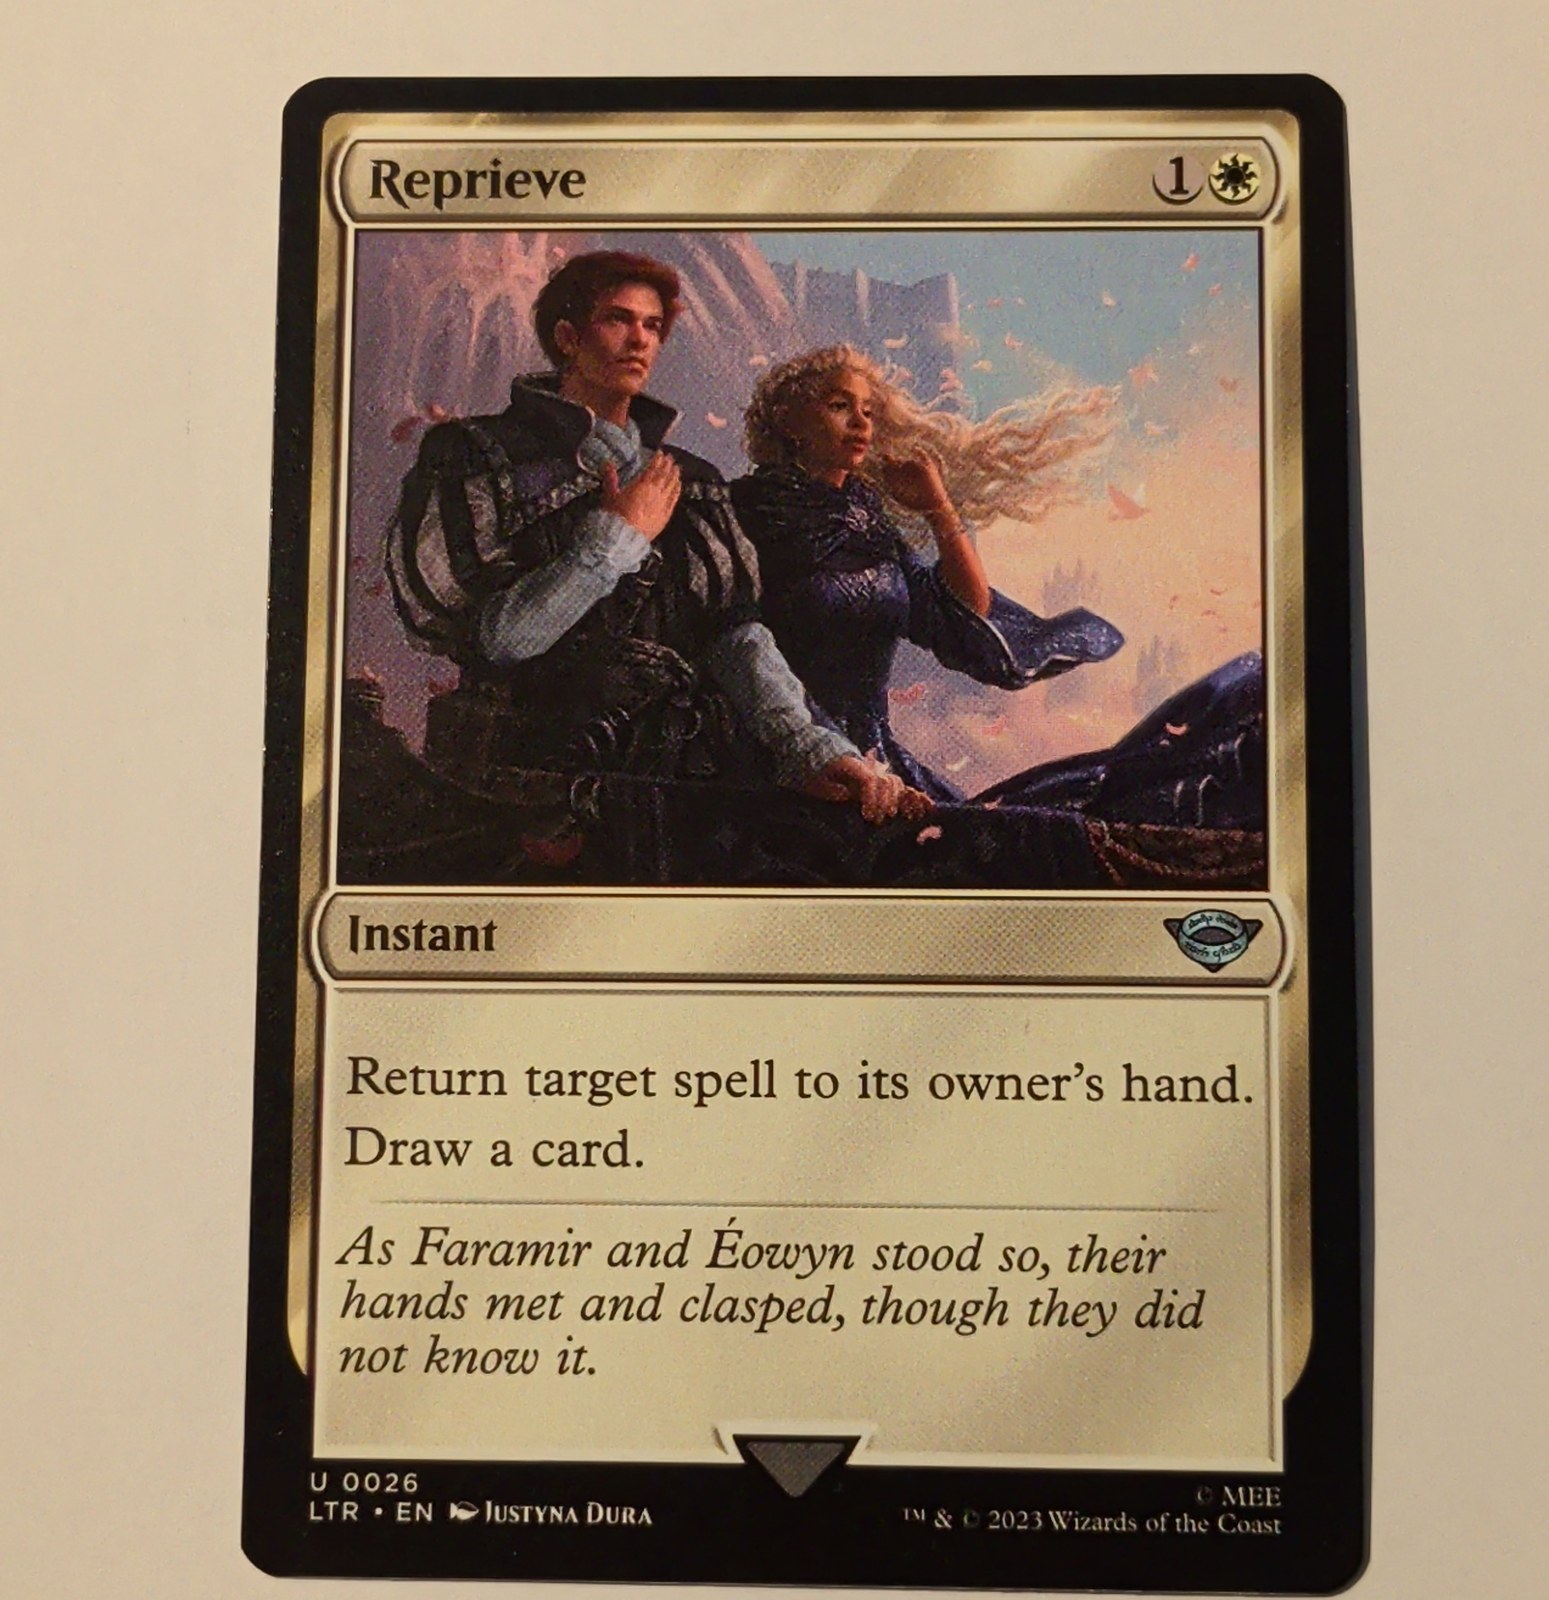 Reprieve 1
Instant
Return target spell to its owner's hand.
Draw a card.
As Faramir and Éowyn stood so, their
hands met and clasped, though they did
not know it.
U 0026
LTR • EN Justyna Dura
© MEE
™ & © 2023 Wizards of the Coast